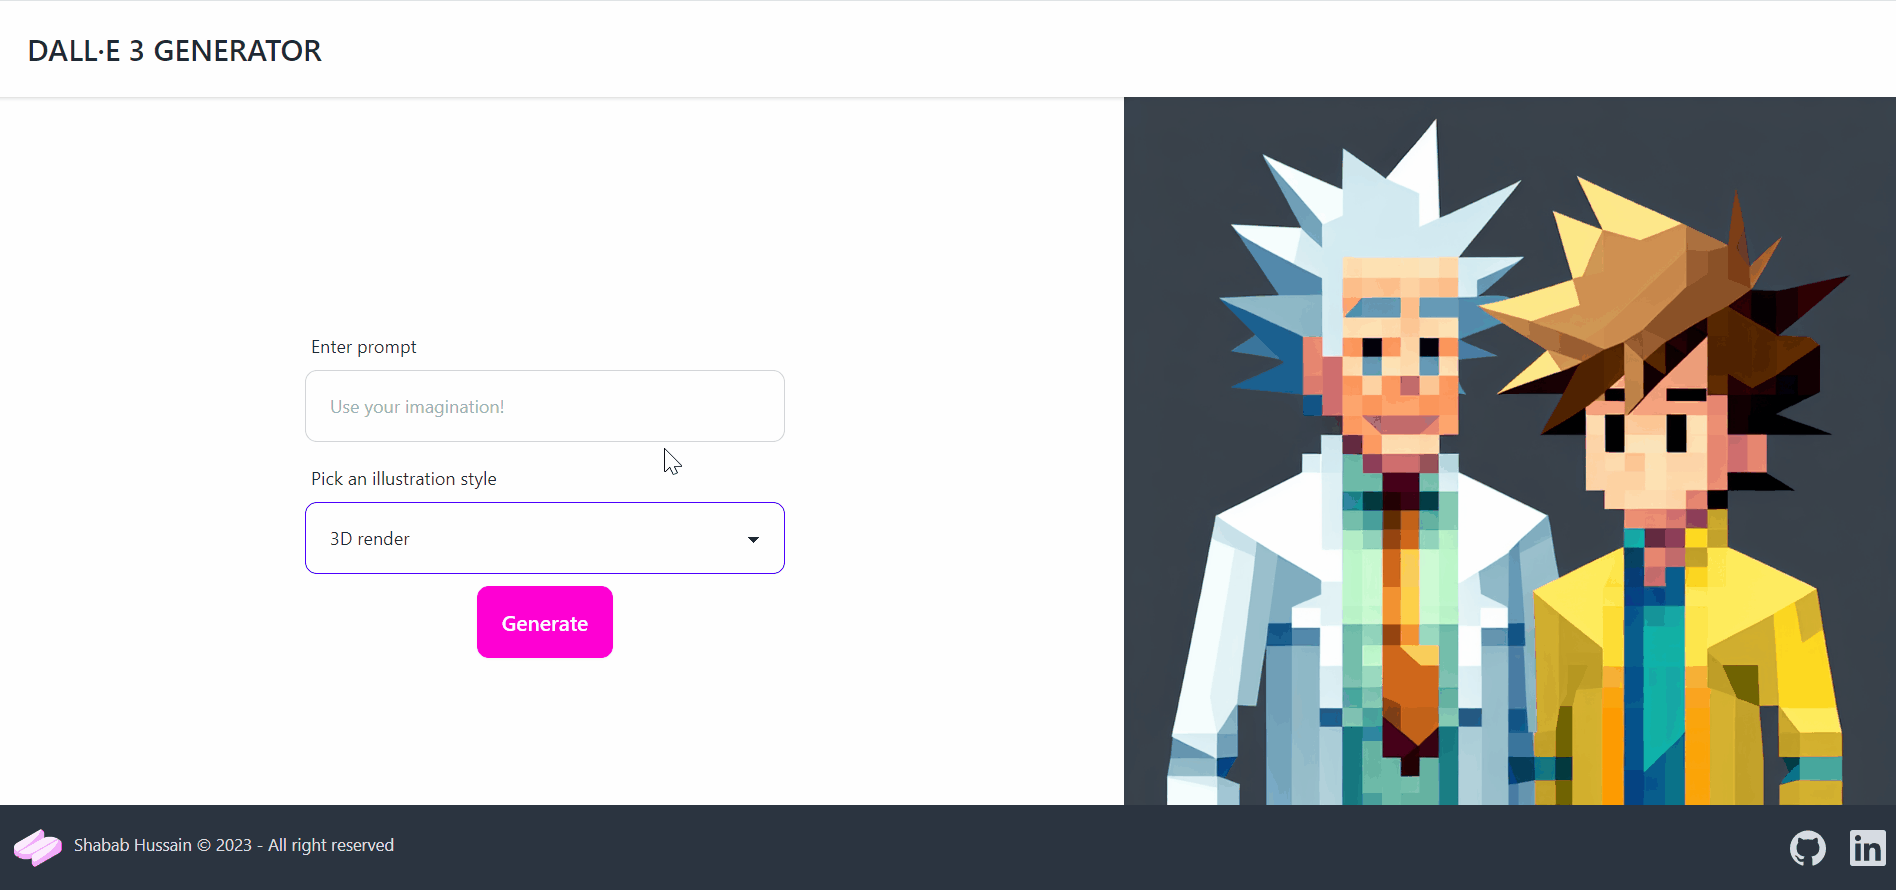 DALL·E 3 GENERATOR
Enter prompt
Use your imagination!
Pick an illustration style
3D render
Generate
Shabab Hussain © 2023 - All right reserved
in